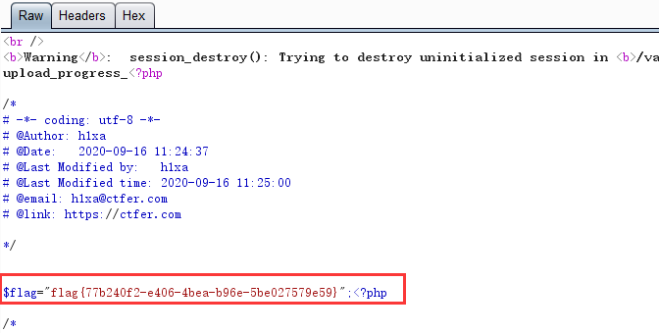 Raw Headers Hex
<br />
<b>Warning</b>:  session_destroy(): Trying to destroy uninitialized session in <b>/va
upload_progress_<?php
/*
# -*- coding: utf-8 -*-
# @Author: h1xa
# @Date:   2020-09-16 11:24:37
# @Last Modified by:   h1xa
# @Last Modified time: 2020-09-16 11:25:00
# @email: h1xa@ctfer.com
# @link: https://ctfer.com
*/
$flag="flag{77b240f2-e406-4bea-b96e-5be027579e59}";<?php
/*